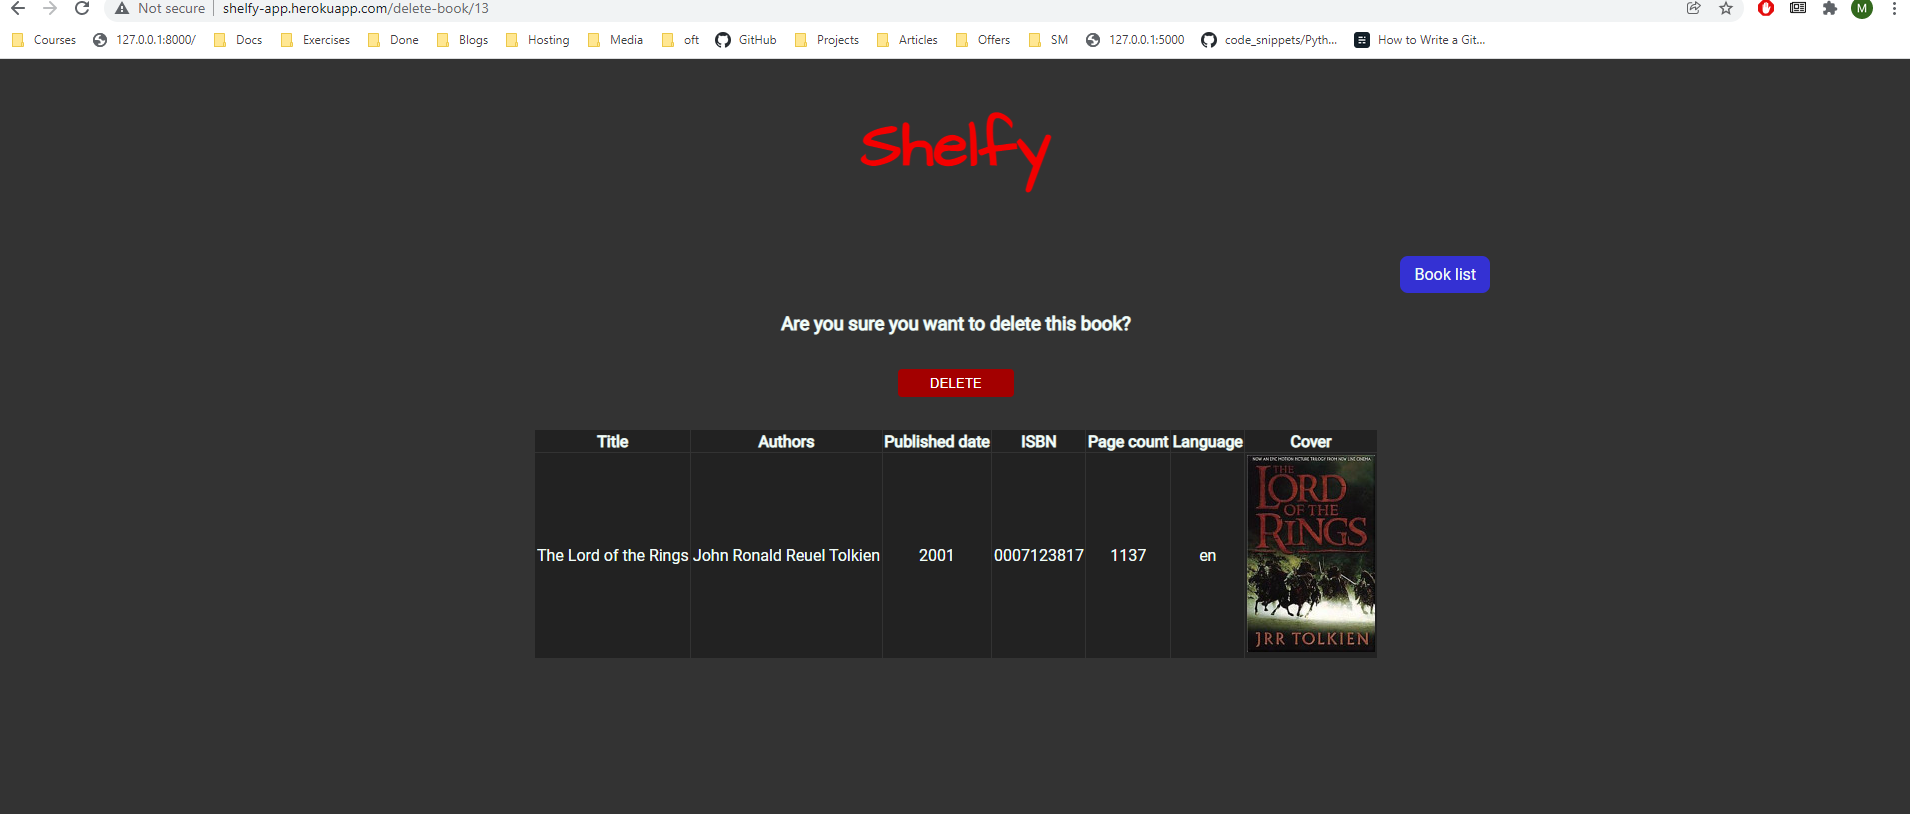 Not secure | shelfy-app.herokuapp.com/delete-book/13
M
Courses 127.0.0.1:8000/ Docs Exercises Done Blogs Hosting Media oft GitHub Projects Articles Offers SM 127.0.0.1:5000 code_snippets/Pyth... How to Write a Git...
Shelfy
Book list
Are you sure you want to delete this book?
DELETE
Title Authors Published date ISBN Page count Language Cover
The Lord of the Rings John Ronald Reuel Tolkien 2001 0007123817 1137 en
NOW AN EPIC MOTION PICTURE TRILOGY FROM NEW LINE CINEMA
THE
LORD
OF THE
RINGS
JRR TOLKIEN